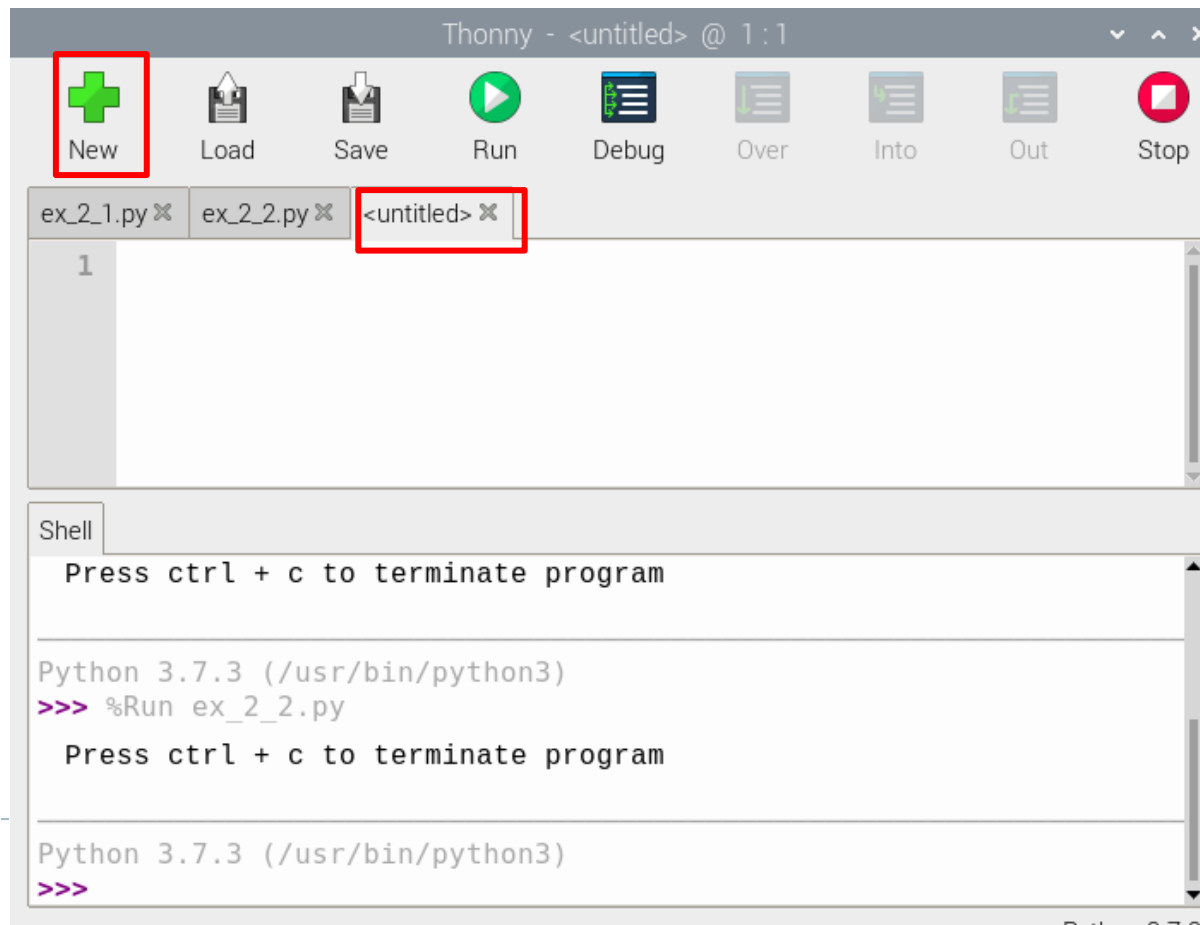 Thonny - <untitled> @ 1 : 1
New Load Save Run Debug Over Into Out Stop
ex_2_1.py ex_2_2.py <untitled>
1
Shell
Press ctrl + c to terminate program
Python 3.7.3 (/usr/bin/python3)
>>> %Run ex_2_2.py
Press ctrl + c to terminate program
Python 3.7.3 (/usr/bin/python3)
>>>